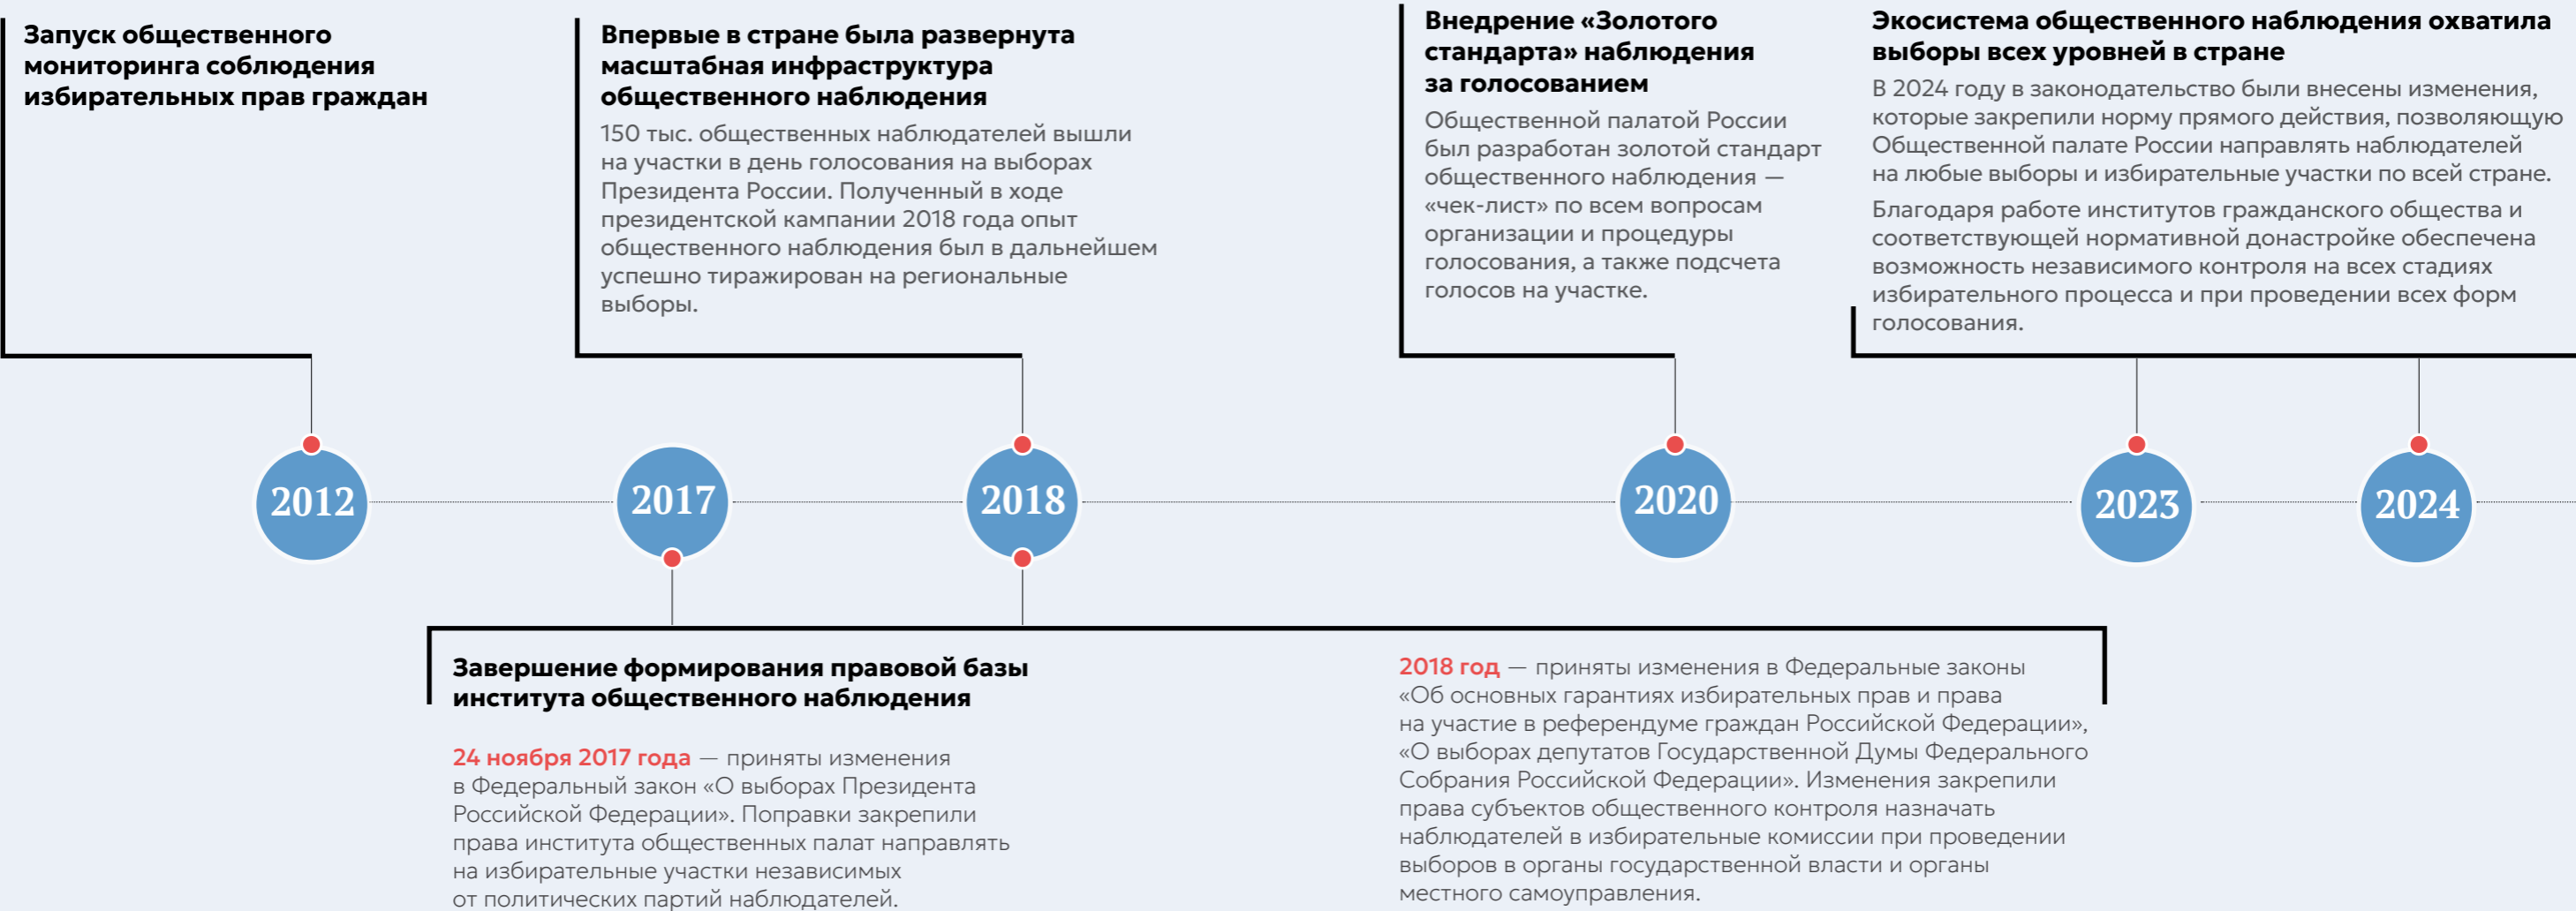 Запуск общественного
мониторинга соблюдения
избирательных прав граждан
Впервые в стране была развернута
масштабная инфраструктура
общественного наблюдения
150 тыс. общественных наблюдателей вышли
на участки в день голосования на выборах
Президента России. Полученный в ходе
президентской кампании 2018 года опыт
общественного наблюдения был в дальнейшем
успешно тиражирован на региональные
выборы.
Внедрение «Золотого
стандарта» наблюдения
за голосованием
Общественной палатой России
был разработан золотой стандарт
общественного наблюдения —
«чек-лист» по всем вопросам
организации и процедуры
голосования, а также подсчета
голосов на участке.
Экосистема общественного наблюдения охватила
выборы всех уровней в стране
В 2024 году в законодательство были внесены изменения,
которые закрепили норму прямого действия, позволяющую
Общественной палате России направлять наблюдателей
на любые выборы и избирательные участки по всей стране.
Благодаря работе институтов гражданского общества и
соответствующей нормативной донастройке обеспечена
возможность независимого контроля на всех стадиях
избирательного процесса и при проведении всех форм
голосования.
2012
2017
2018
2020
2023
2024
Завершение формирования правовой базы
института общественного наблюдения
24 ноября 2017 года — приняты изменения
в Федеральный закон «О выборах Президента
Российской Федерации». Поправки закрепили
права института общественных палат направлять
на избирательные участки независимых
от политических партий наблюдателей.
2018 год — приняты изменения в Федеральные законы
«Об основных гарантиях избирательных прав и права
на участие в референдуме граждан Российской Федерации»,
«О выборах депутатов Государственной Думы Федерального
Собрания Российской Федерации». Изменения закрепили
права субъектов общественного контроля назначать
наблюдателей в избирательные комиссии при проведении
выборов в органы государственной власти и органы
местного самоуправления.